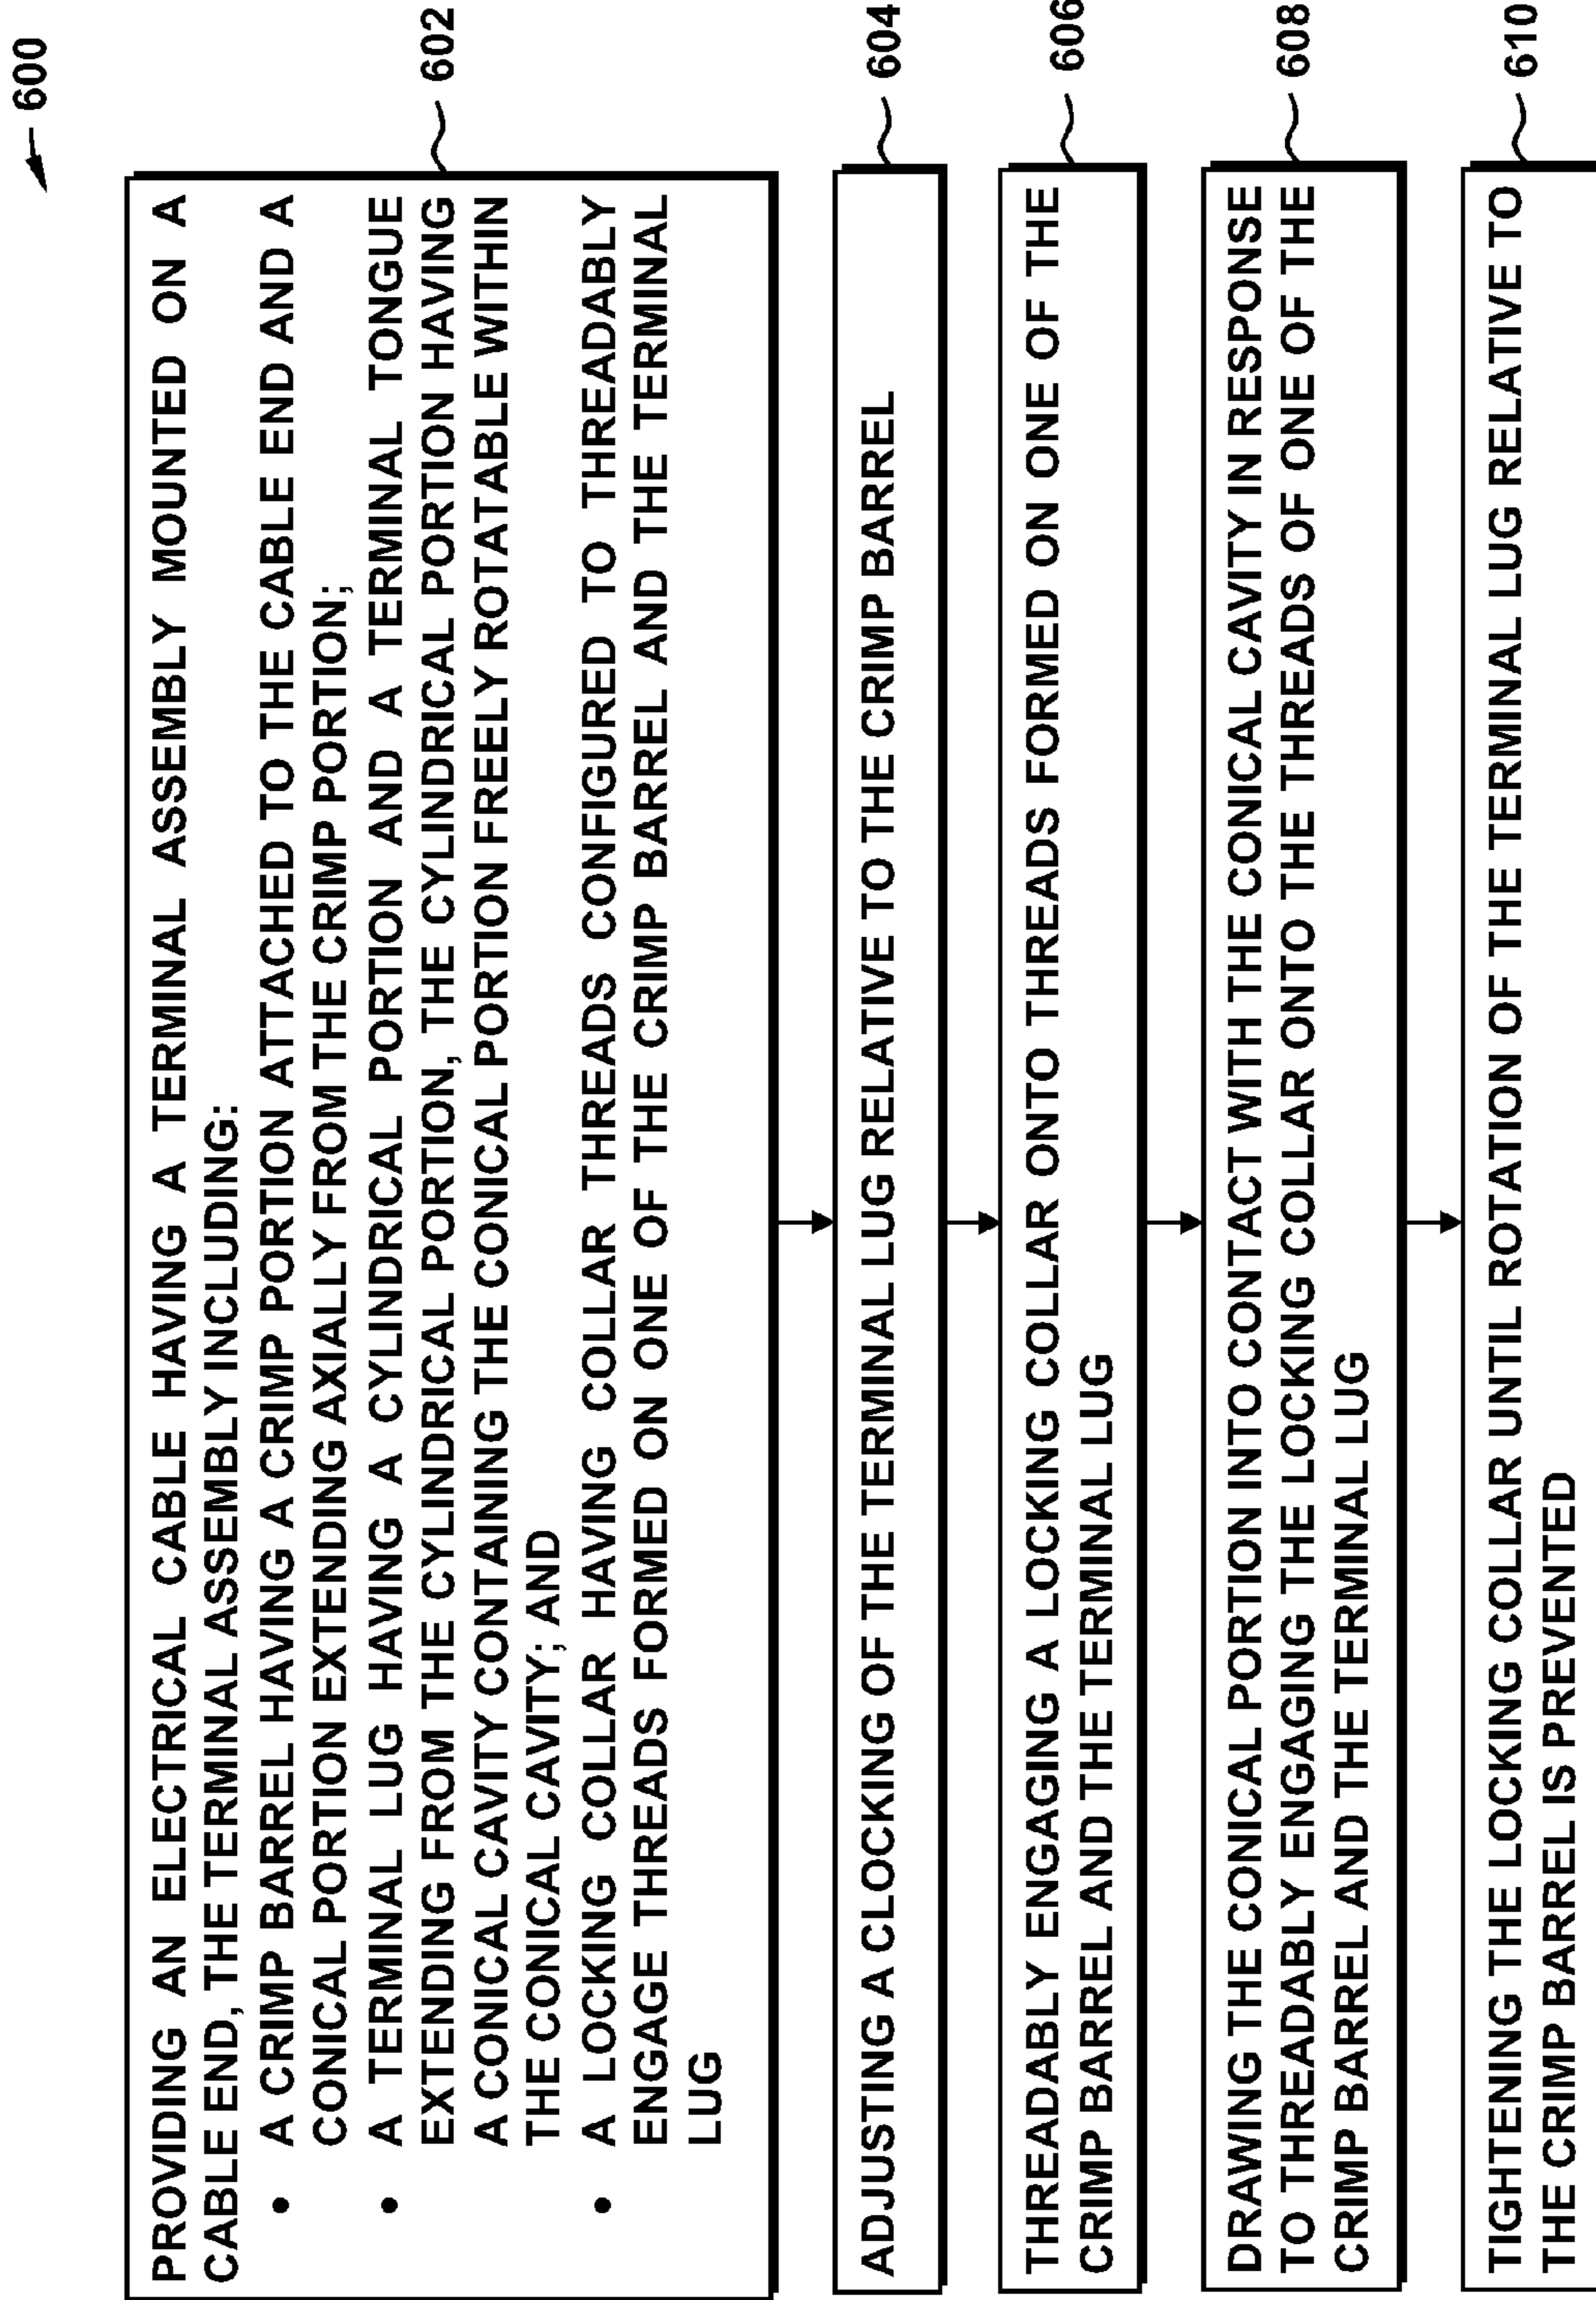 600
PROVIDING AN ELECTRICAL CABLE HAVING A TERMINAL ASSEMBLY MOUNTED ON A
CABLE END, THE TERMINAL ASSEMBLY INCLUDING:
• A CRIMP BARREL HAVING A CRIMP PORTION ATTACHED TO THE CABLE END AND A
CONICAL PORTION EXTENDING AXIALLY FROM THE CRIMP PORTION;
• A TERMINAL LUG HAVING A CYLINDRICAL PORTION AND A TERMINAL TONGUE
EXTENDING FROM THE CYLINDRICAL PORTION, THE CYLINDRICAL PORTION HAVING
A CONICAL CAVITY CONTAINING THE CONICAL PORTION FREELY ROTATABLE WITHIN
THE CONICAL CAVITY; AND
• A LOCKING COLLAR HAVING COLLAR THREADS CONFIGURED TO THREADABLY
ENGAGE THREADS FORMED ON ONE OF THE CRIMP BARREL AND THE TERMINAL
LUG
602
ADJUSTING A CLOCKING OF THE TERMINAL LUG RELATIVE TO THE CRIMP BARREL
604
THREADABLY ENGAGING A LOCKING COLLAR ONTO THREADS FORMED ON ONE OF THE
CRIMP BARREL AND THE TERMINAL LUG
606
DRAWING THE CONICAL PORTION INTO CONTACT WITH THE CONICAL CAVITY IN RESPONSE
TO THREADABLY ENGAGING THE LOCKING COLLAR ONTO THE THREADS OF ONE OF THE
CRIMP BARREL AND THE TERMINAL LUG
608
TIGHTENING THE LOCKING COLLAR UNTIL ROTATION OF THE TERMINAL LUG RELATIVE TO
THE CRIMP BARREL IS PREVENTED
610